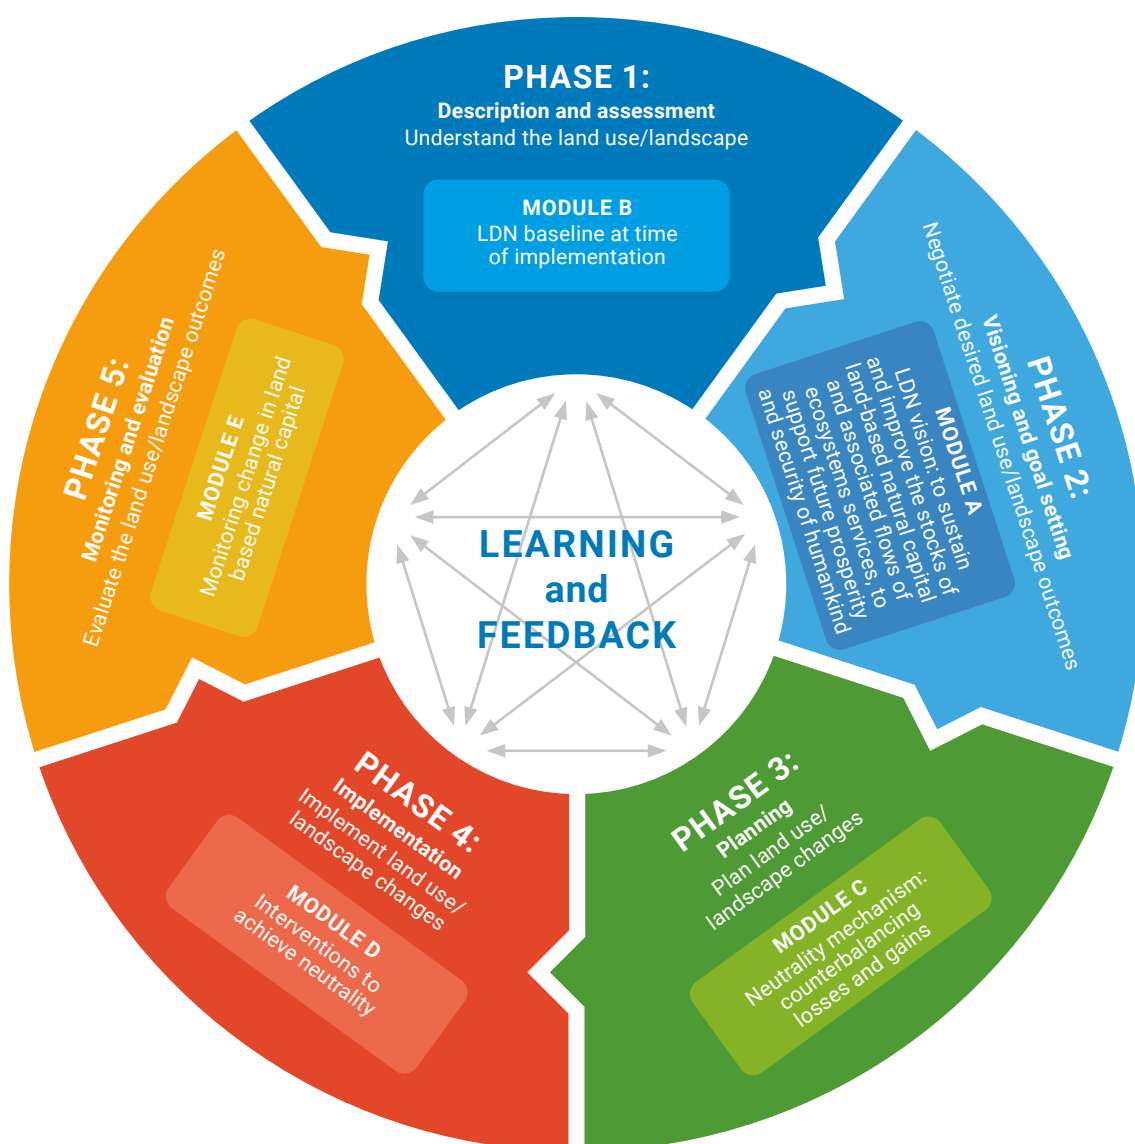 PHASE 1:
Description and assessment
Understand the land use/landscape
MODULE B
LDN baseline at time
of implementation
PHASE 2:
Visioning and goal setting
Negotiate desired land use/landscape outcomes
MODULE A
LDN vision: to sustain
and improve the stocks of
land-based natural capital
and associated flows of
ecosystems services, to
support future prosperity
and security of humankind
PHASE 3:
Planning
Plan land use/
landscape changes
MODULE C
Neutrality mechanism:
counterbalancing
losses and gains
PHASE 4:
Implementation
Implement land use/
landscape changes
MODULE D
Interventions to
achieve neutrality
PHASE 5:
Monitoring and evaluation
Evaluate the land use/landscape outcomes
MODULE E
Monitoring change in land
based natural capital
LEARNING
and
FEEDBACK